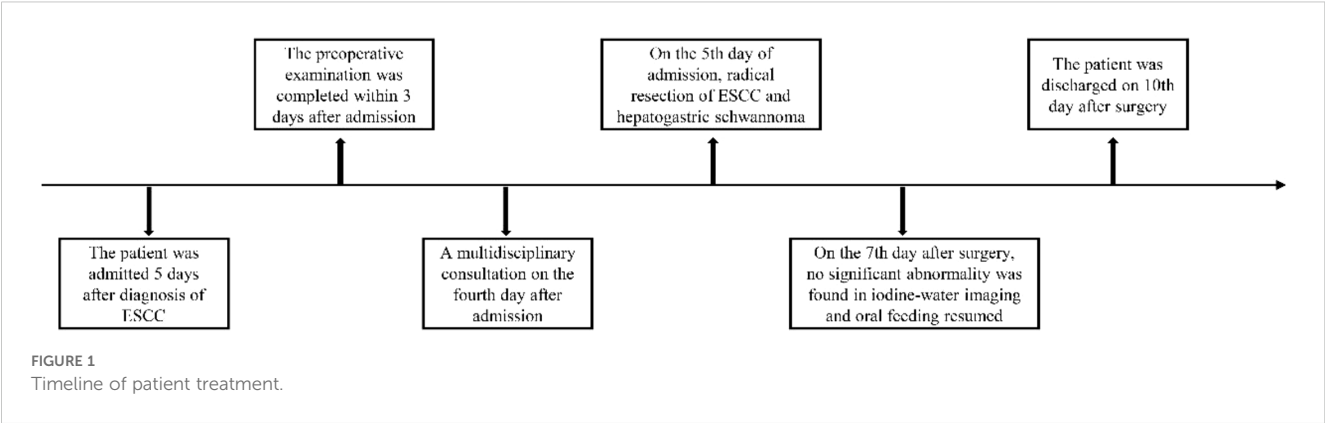 The preoperative
examination was
completed within 3
days after admission
On the 5th day of
admission, radical
resection of ESCC and
hepatogastric schwannoma
The patient was
discharged on 10th
day after surgery
The patient was
admitted 5 days
after diagnosis of
ESCC
A multidisciplinary
consultation on the
fourth day after
admission
On the 7th day after surgery,
no significant abnormality was
found in iodine-water imaging
and oral feeding resumed
FIGURE 1
Timeline of patient treatment.